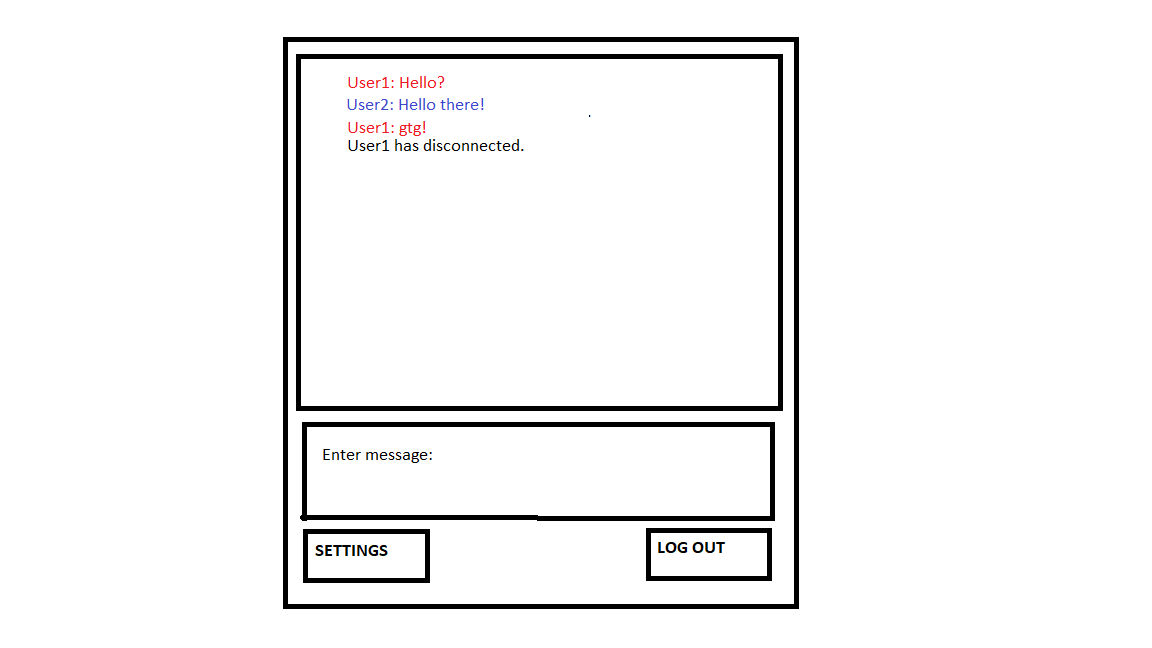 User1: Hello?
User2: Hello there!
User1: gtg!
User1 has disconnected.
Enter message:
SETTINGS
LOG OUT